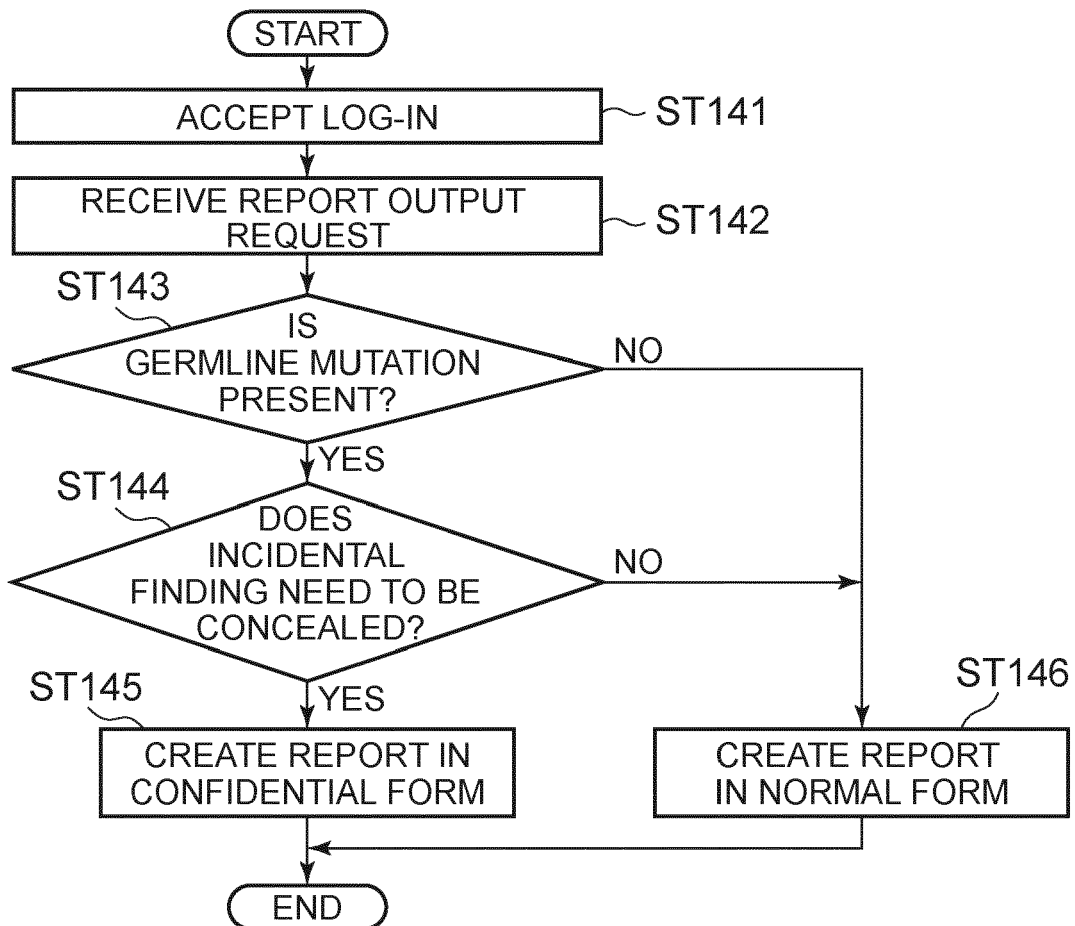 START
ACCEPT LOG-IN
ST141
RECEIVE REPORT OUTPUT
REQUEST
ST142
ST143
IS
GERMLINE MUTATION
PRESENT?
NO
YES
ST144
DOES
INCIDENTAL
FINDING NEED TO BE
CONCEALED?
NO
YES
ST145
CREATE REPORT IN
CONFIDENTIAL FORM
ST146
CREATE REPORT
IN NORMAL FORM
END